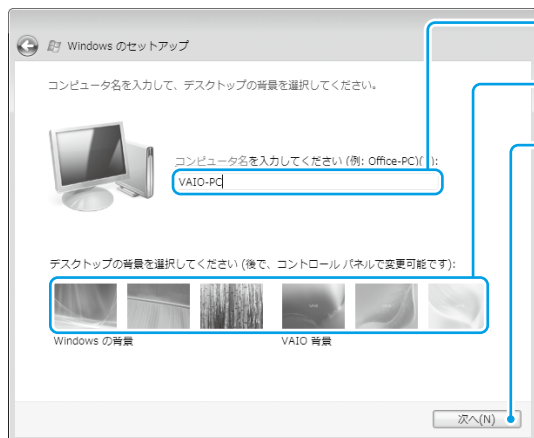 Windows のセットアップ
コンピュータ名を入力して、デスクトップの背景を選択してください。
コンピュータ名を入力してください (例: Office-PC)( ):
VAIO-PC
デスクトップの背景を選択してください (後で、コントロール パネルで変更可能です):
Windows の背景
VAIO 背景
次へ(N)